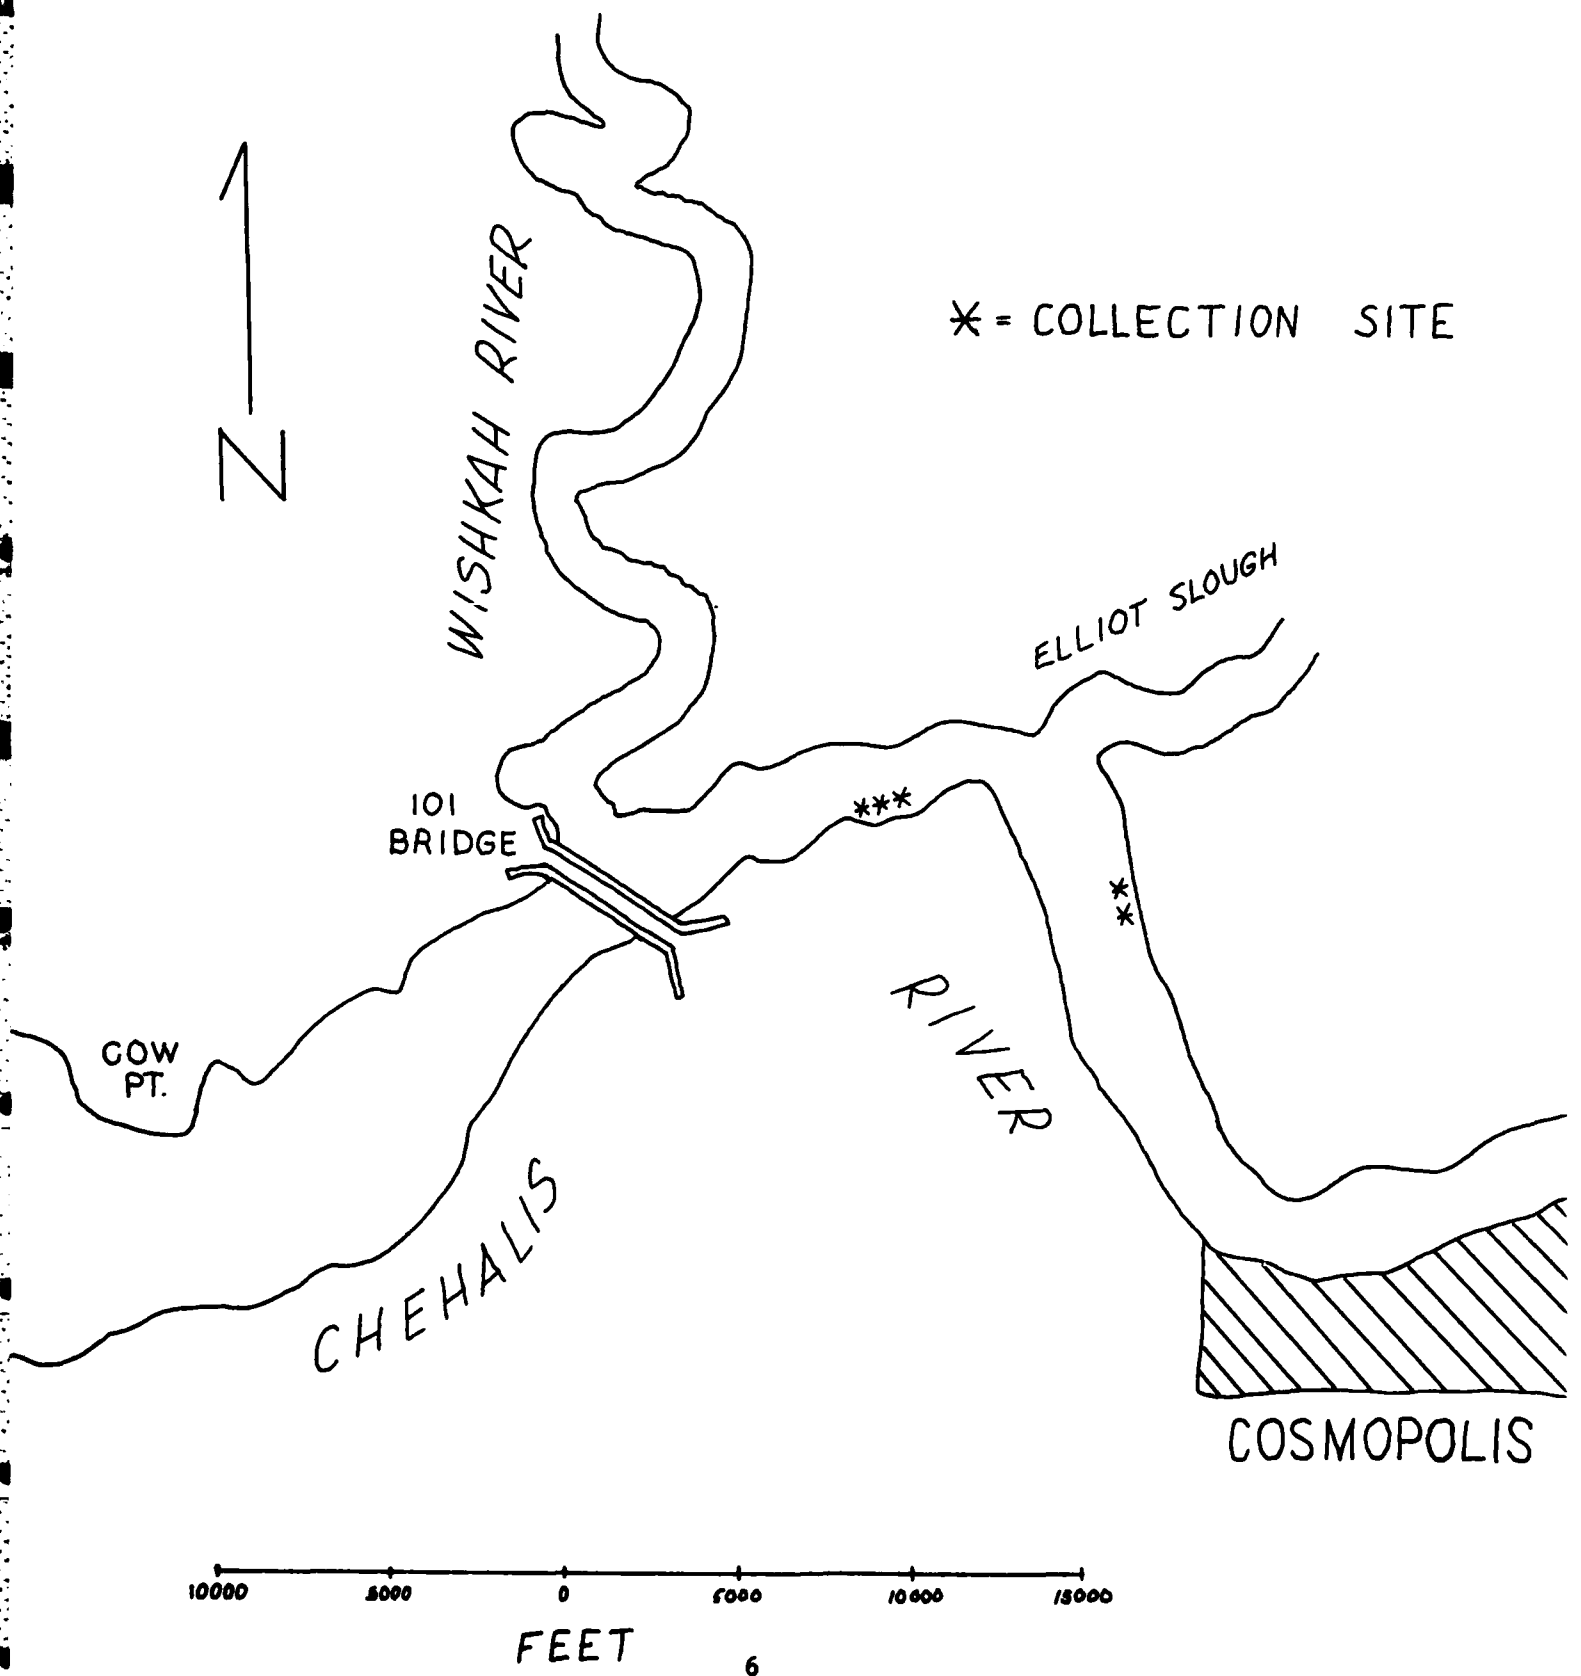 N
WISHKAH RIVER
* = COLLECTION SITE
ELLIOT SLOUGH
101
BRIDGE
***
**
COW
PT.
CHEHALIS
RIVER
COSMOPOLIS
10000 5000 0 5000 10000 15000
FEET
6